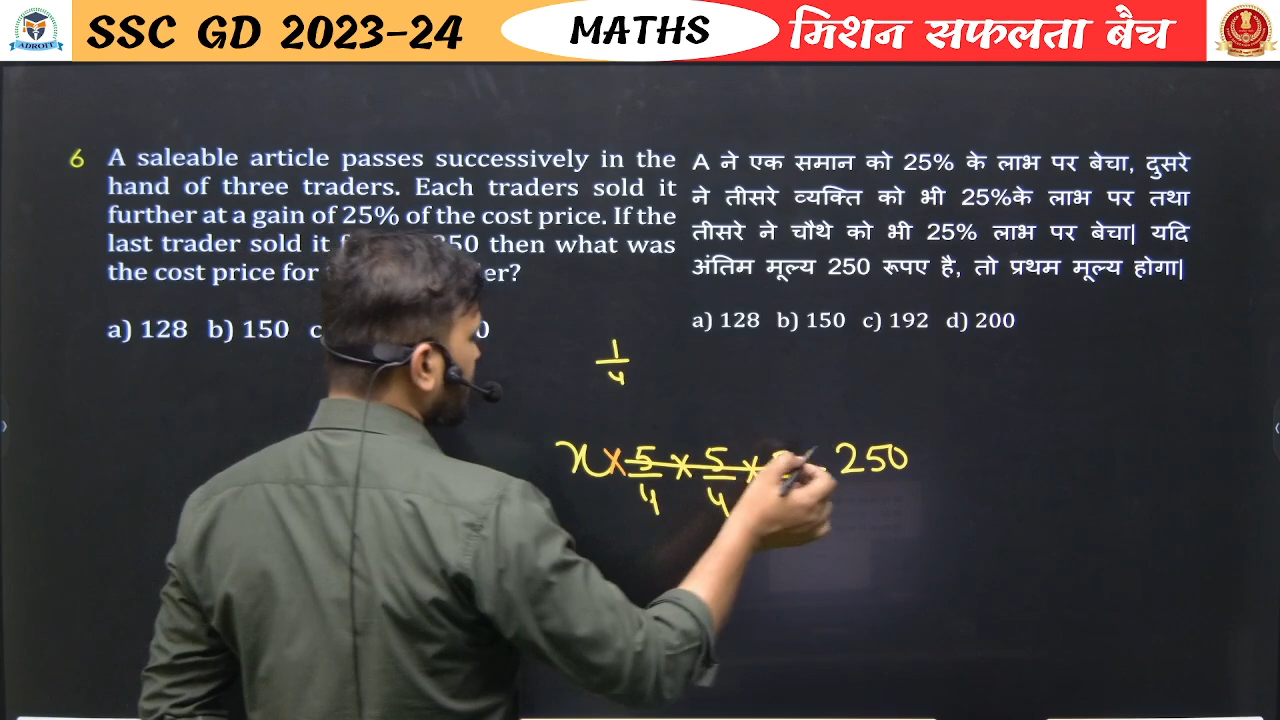 ADROIT
SSC GD 2023-24
MATHS
मिशन सफलता बैच
6 A saleable article passes successively in the
hand of three traders. Each traders sold it
further at a gain of 25% of the cost price. If the
last trader sold it 250 then what was
the cost price for
a) 128 b) 150
A ने एक समान को 25% के लाभ पर बेचा, दुसरे
ने तीसरे व्यक्ति को भी 25%के लाभ पर तथा
तीसरे ने चौथे को भी 25% लाभ पर बेचा| यदि
अंतिम मूल्य 250 रूपए है, तो प्रथम मूल्य होगा|
a) 128 b) 150 c) 192 d) 200
1
4
x × 5 × 5 × 250
4 4